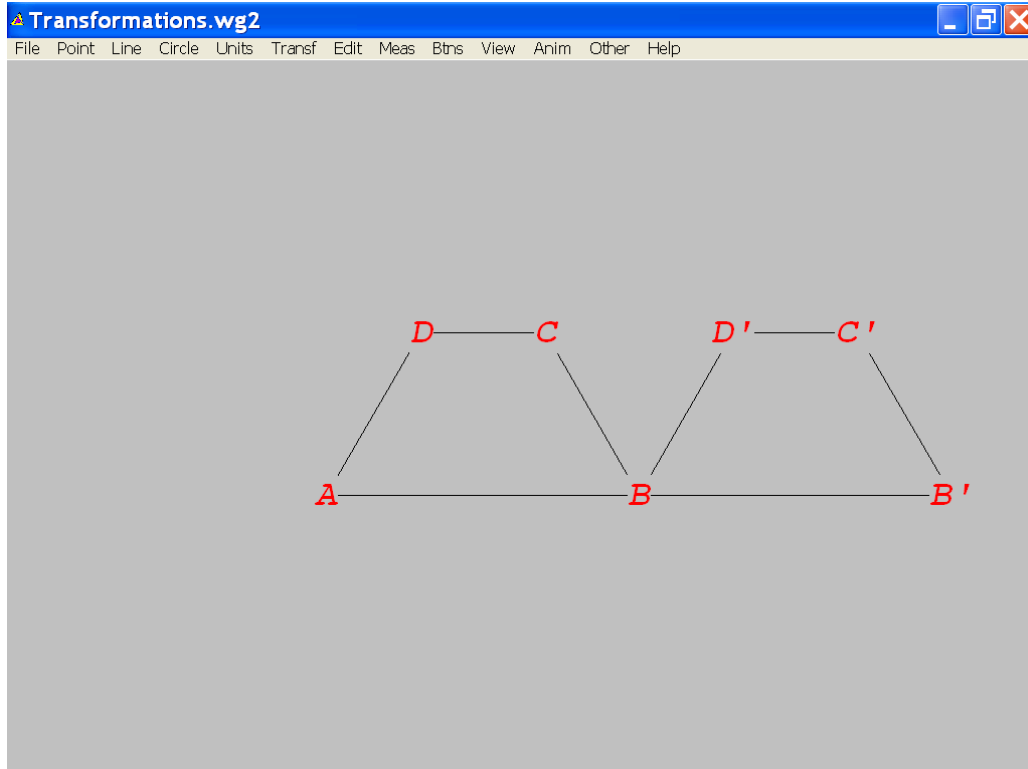 Transformations.wg2
File Point Line Circle Units Transf Edit Meas Btns View Anim Other Help
D C D' C'
A B B'